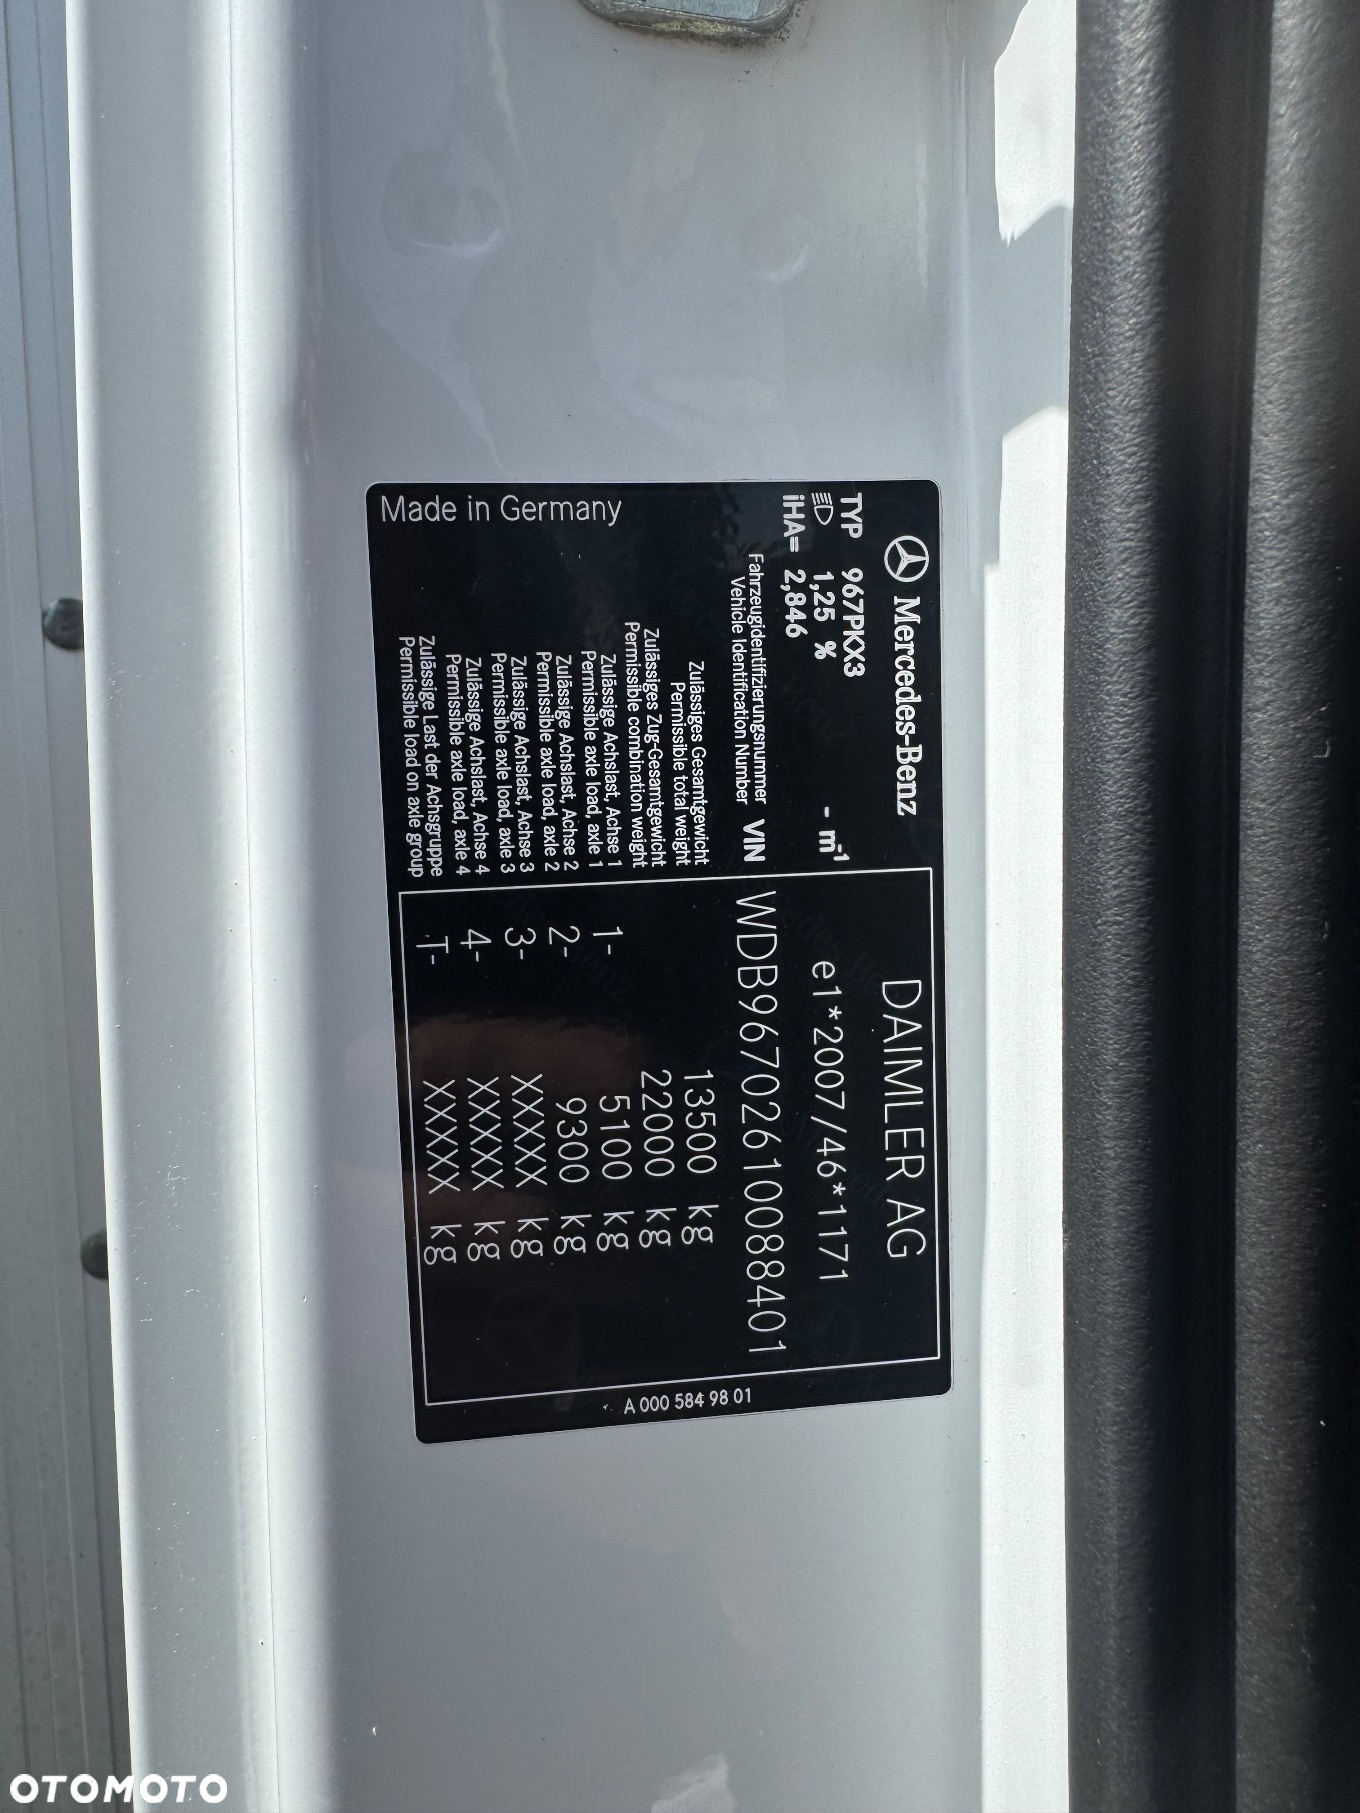 Mercedes-Benz
DAIMLER AG
TYP 967PKX3
1,25 % - m⁻¹
e1*2007/46*1171
iHA= 2,846
Fahrzeugidentifizierungsnummer
Vehicle Identification Number VIN WDB9670261008840​1
Zulässiges Gesamtgewicht
Permissible total weight 13500 kg
Zulässiges Zug-Gesamtgewicht
Permissible combination weight 22000 kg
Zulässige Achslast, Achse 1
Permissible axle load, axle 1 1- 5100 kg
Zulässige Achslast, Achse 2
Permissible axle load, axle 2 2- 9300 kg
Zulässige Achslast, Achse 3
Permissible axle load, axle 3 3- XXXXX kg
Zulässige Achslast, Achse 4
Permissible axle load, axle 4 4- XXXXX kg
Zulässige Last der Achsgruppe
Permissible load on axle group T- XXXXX kg
Made in Germany
A 000 584 98 01
OTOMOTO